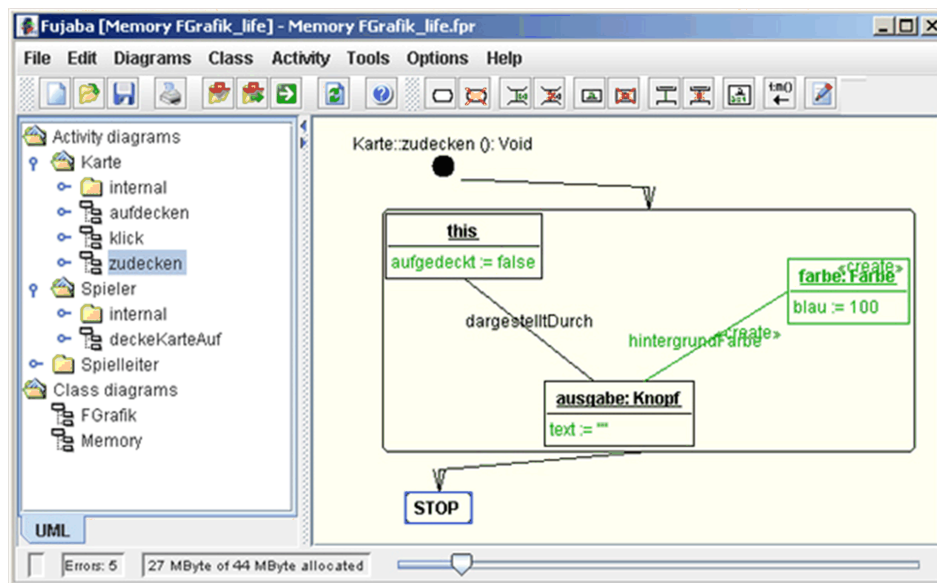 Fujaba [Memory FGrafik_life] - Memory FGrafik_life.fpr
File Edit Diagrams Class Activity Tools Options Help
Activity diagrams
Karte
internal
aufdecken
klick
zudecken
Spieler
internal
deckeKarteAuf
Spielleiter
Class diagrams
FGrafik
Memory
UML
Karte::zudecken (): Void
this
aufgedeckt := false
«create»
farbe: Farbe
blau := 100
dargestelltDurch
«create»
hintergrundFarbe
ausgabe: Knopf
text := ""
STOP
Errors: 5
27 MByte of 44 MByte allocated